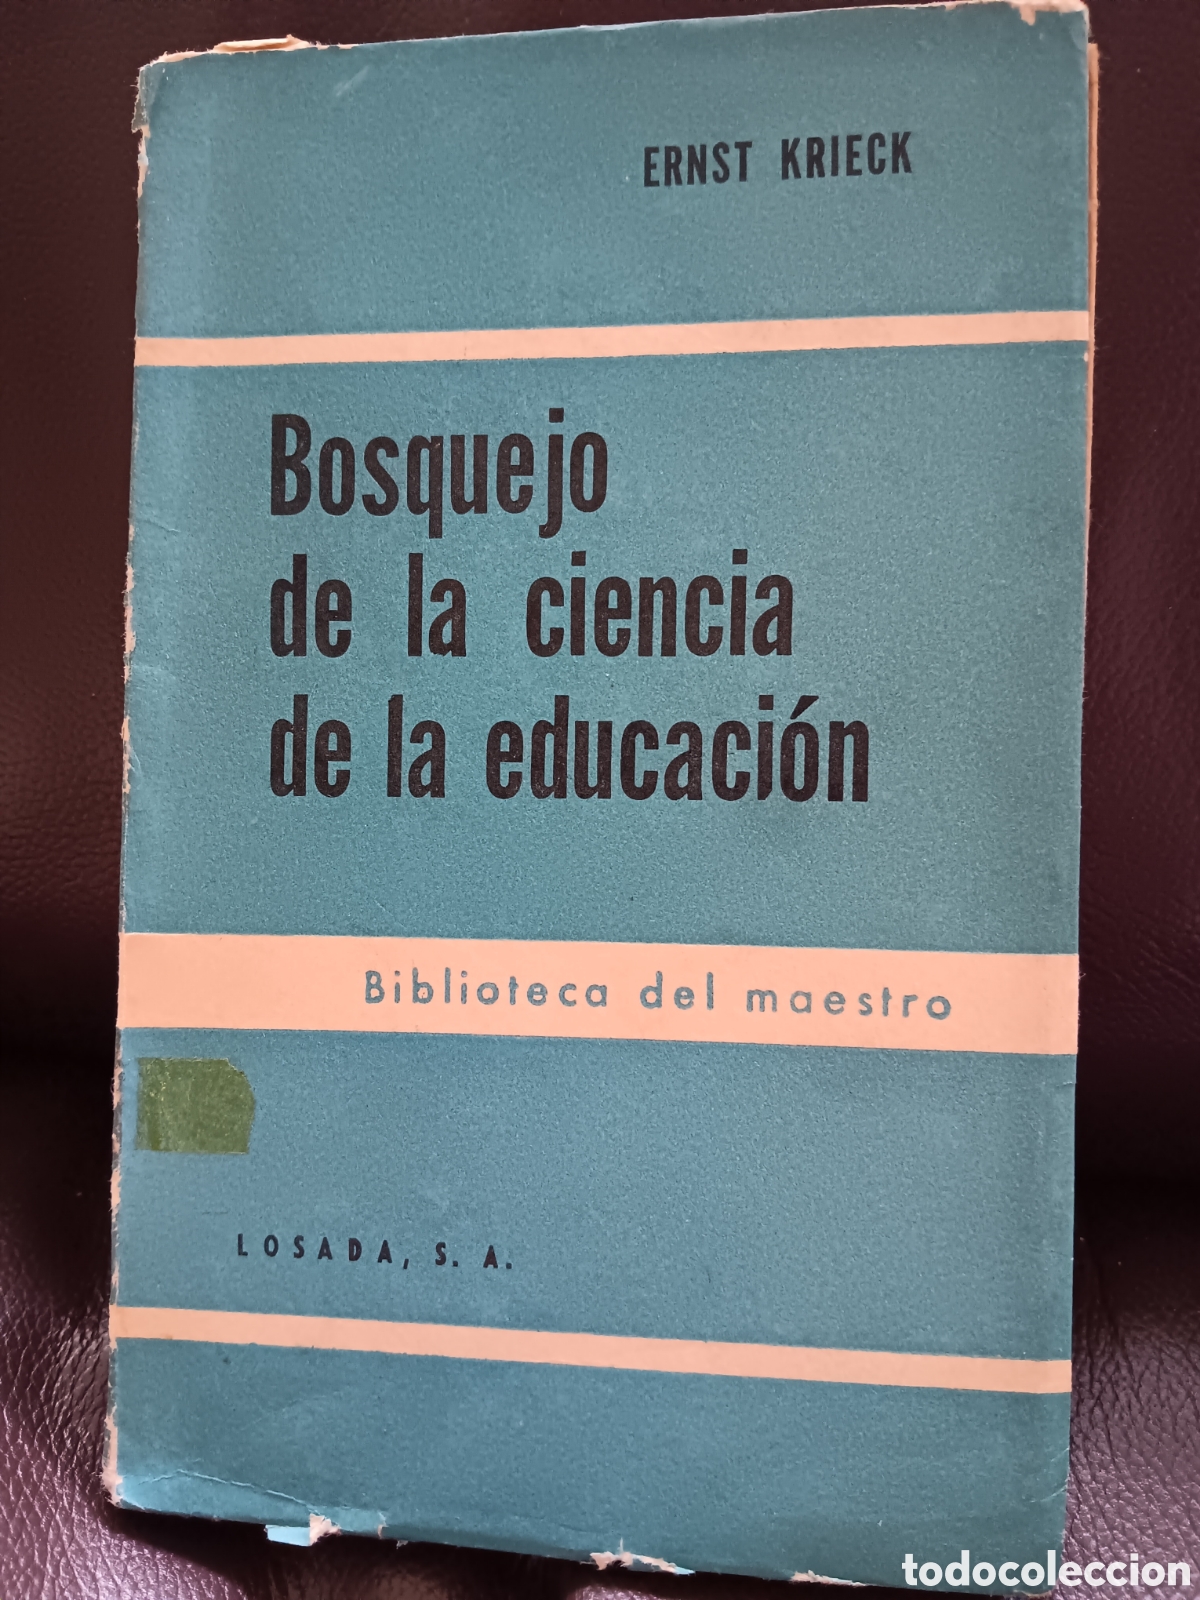 ERNST KRIECK
Bosquejo
de la ciencia
de la educación
Biblioteca del maestro
LOSADA, S. A.
todocoleccion